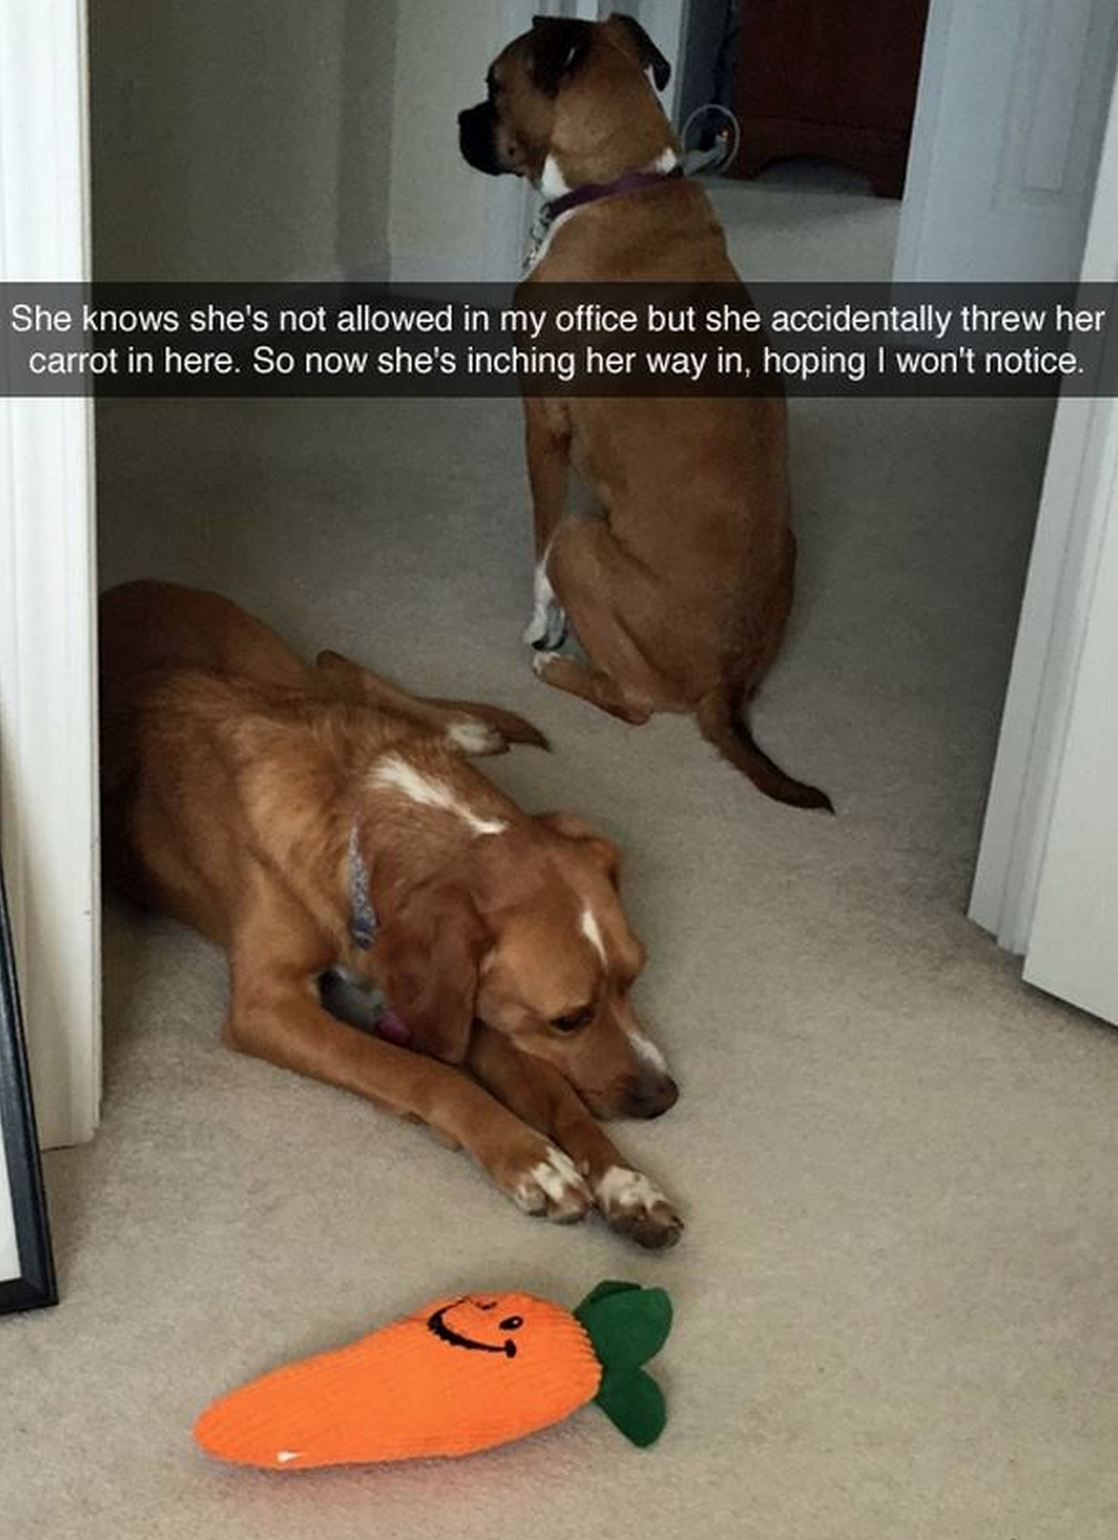 She knows she's not allowed in my office but she accidentally threw her
carrot in here. So now she's inching her way in, hoping I won't notice.